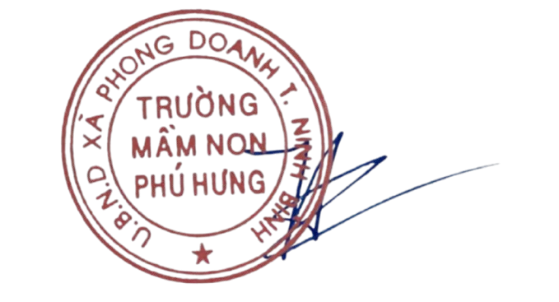 U.B.N.D XÃ PHONG DOANH T. NINH BÌNH
TRƯỜNG
MẦM NON
PHÚ HƯNG